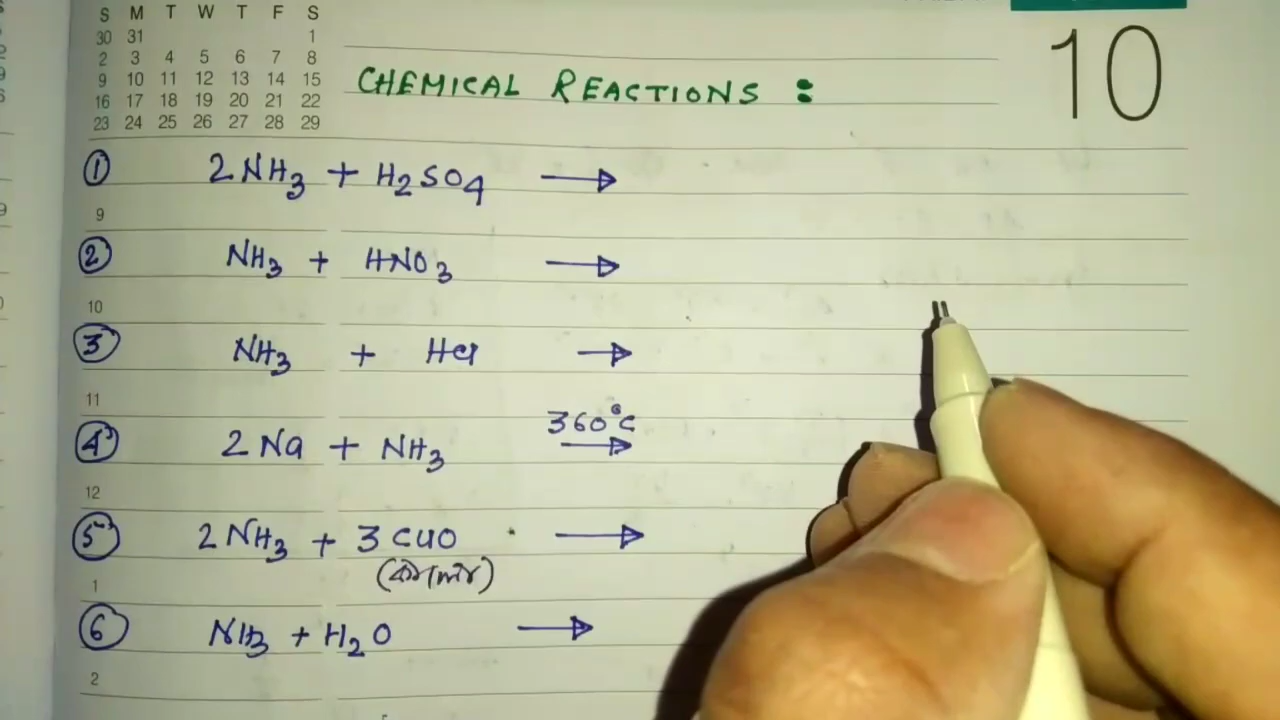 S M T W T F S
30 31 1
2 3 4 5 6 7 8
9 10 11 12 13 14 15
16 17 18 19 20 21 22
23 24 25 26 27 28 29
10
CHEMICAL REACTIONS :
① 2NH₃ + H₂SO₄ →
9
② NH₃ + HNO₃ →
10
③ NH₃ + HCl →
11
④ 2Na + NH₃ 360°C →
12
⑤ 2NH₃ + 3CuO →
1
⑥ NH₃ + H₂O →
2